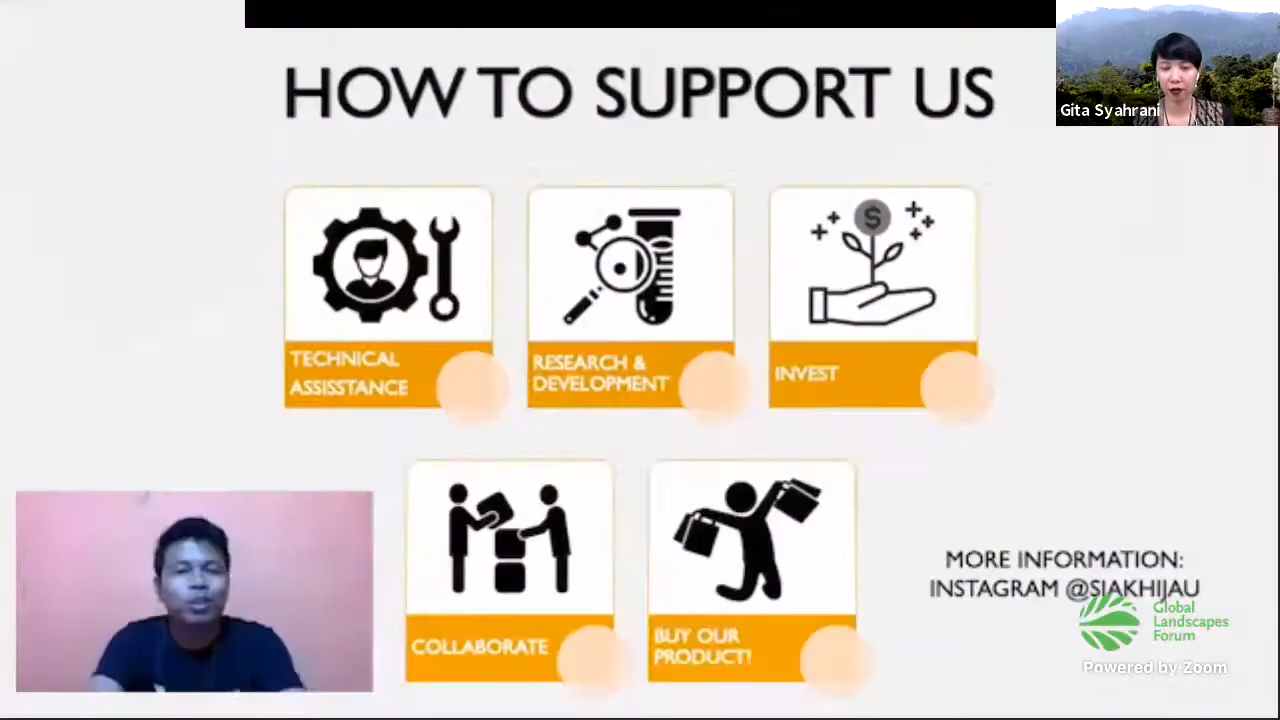 HOW TO SUPPORT US
Gita Syahrani
TECHNICAL
ASSISSTANCE
RESEARCH &
DEVELOPMENT
INVEST
$
COLLABORATE
BUY OUR
PRODUCT!
MORE INFORMATION:
INSTAGRAM @SIAKHIJAU
Global
Landscapes
Forum
Powered by Zoom